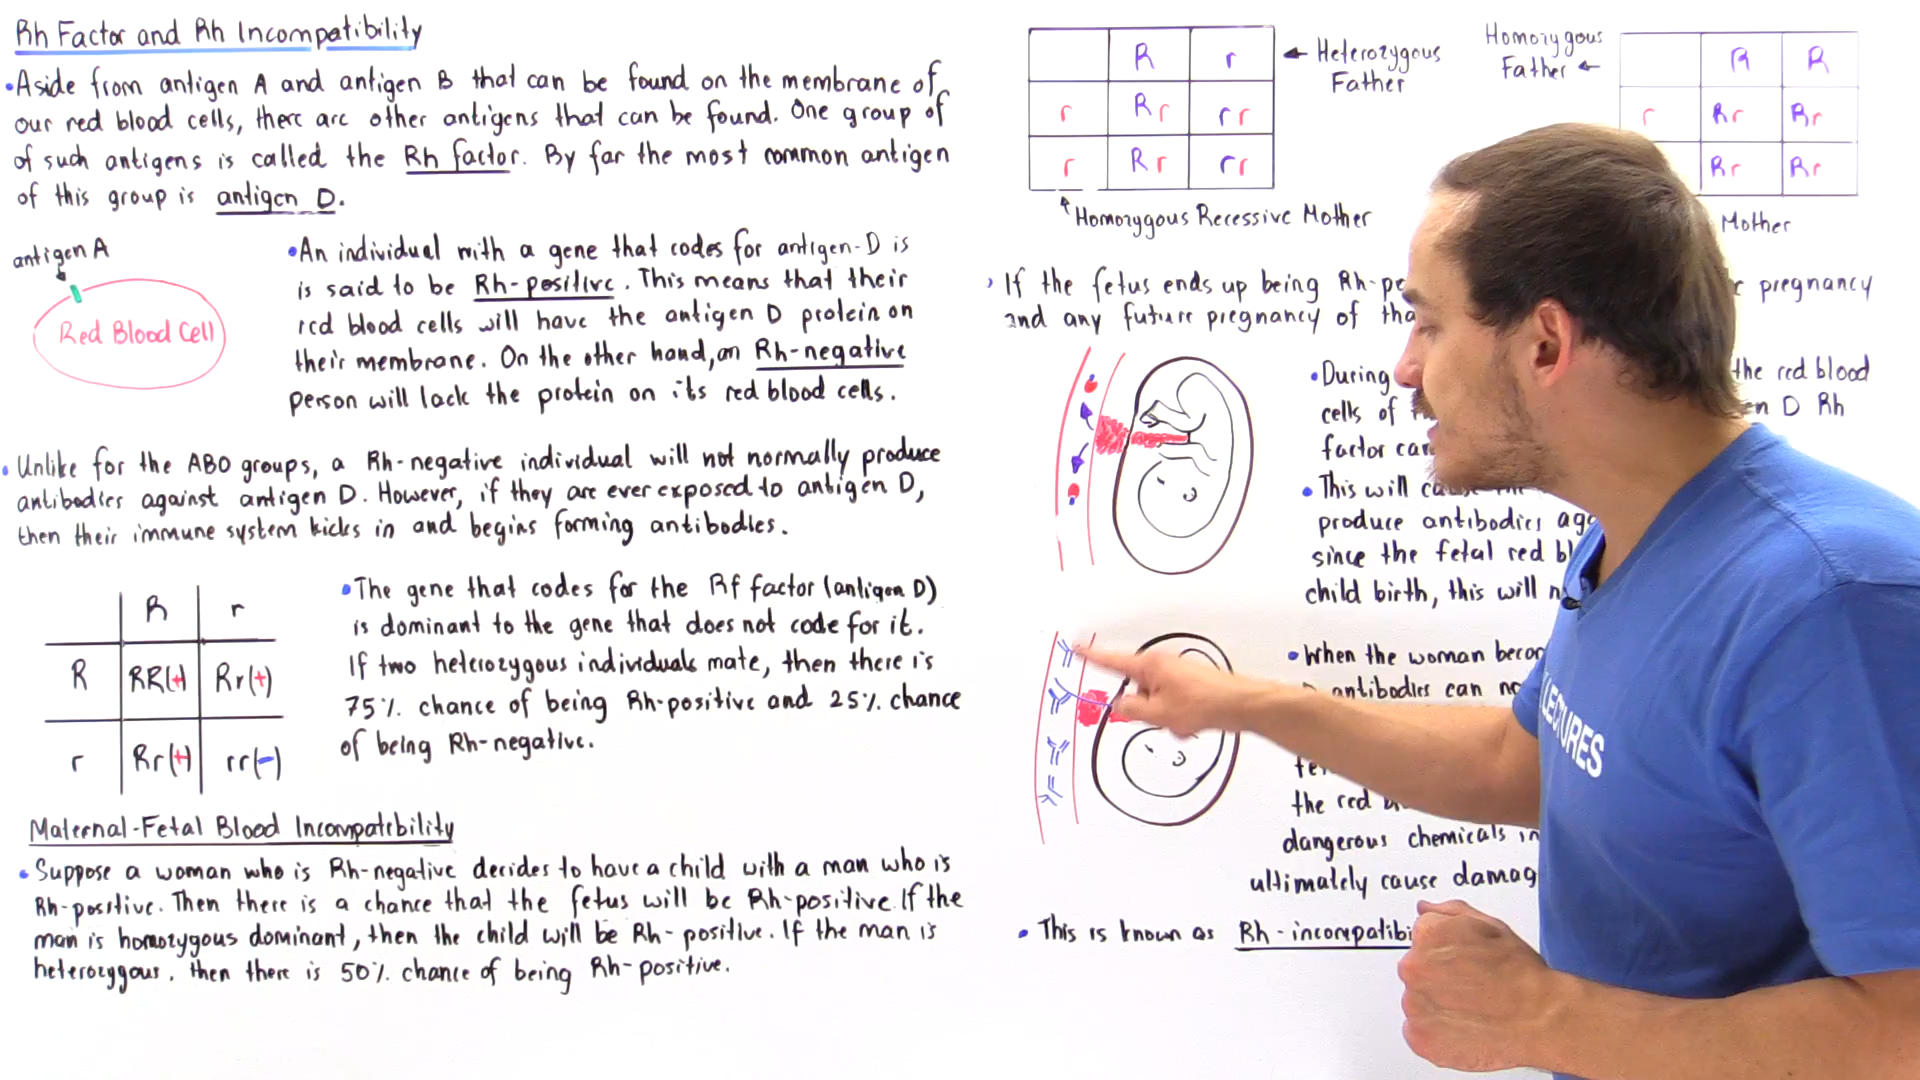 Rh Factor and Rh Incompatibility
•Aside from antigen A and antigen B that can be found on the membrane of
our red blood cells, there are other antigens that can be found. One group of
of such antigens is called the Rh factor. By far the most common antigen
of this group is antigen D.
antigen A
Red Blood Cell
•An individual with a gene that codes for antigen-D is
is said to be Rh-positive. This means that their
red blood cells will have the antigen D protein on
their membrane. On the other hand, an Rh-negative
person will lack the protein on its red blood cells.
•Unlike for the ABO groups, a Rh-negative individual will not normally produce
antibodies against antigen D. However, if they are ever exposed to antigen D,
then their immune system kicks in and begins forming antibodies.
R r
R RR(+) Rr(+)
r Rr(+) rr(-)
•The gene that codes for the Rf factor (antigen D)
is dominant to the gene that does not code for it.
If two heterozygous individuals mate, then there is
75% chance of being Rh-positive and 25% chance
of being Rh-negative.
Maternal-Fetal Blood Incompatibility
•Suppose a woman who is Rh-negative decides to have a child with a man who is
Rh-positive. Then there is a chance that the fetus will be Rh-positive. If the
man is homozygous dominant, then the child will be Rh-positive. If the man is
heterozygous, then there is 50% chance of being Rh-positive.
R r
r Rr rr
r Rr rr
← Heterozygous
Father
Homozygous Recessive Mother
Homozygous
Father ←
R R
r Rr Rr
Rr Rr
Mother
If the fetus ends up being Rh-pe pregnancy
and any future pregnancy of tha
•During the red blood
cells of D Rh
factor can
•This will
produce antibodies aga
since the fetal red bl
child birth, this will n
•When the woman becom
antibodies can no
the red
dangerous chemicals in
ultimately cause damag
•This is known as Rh-incompatibi
LECTURES